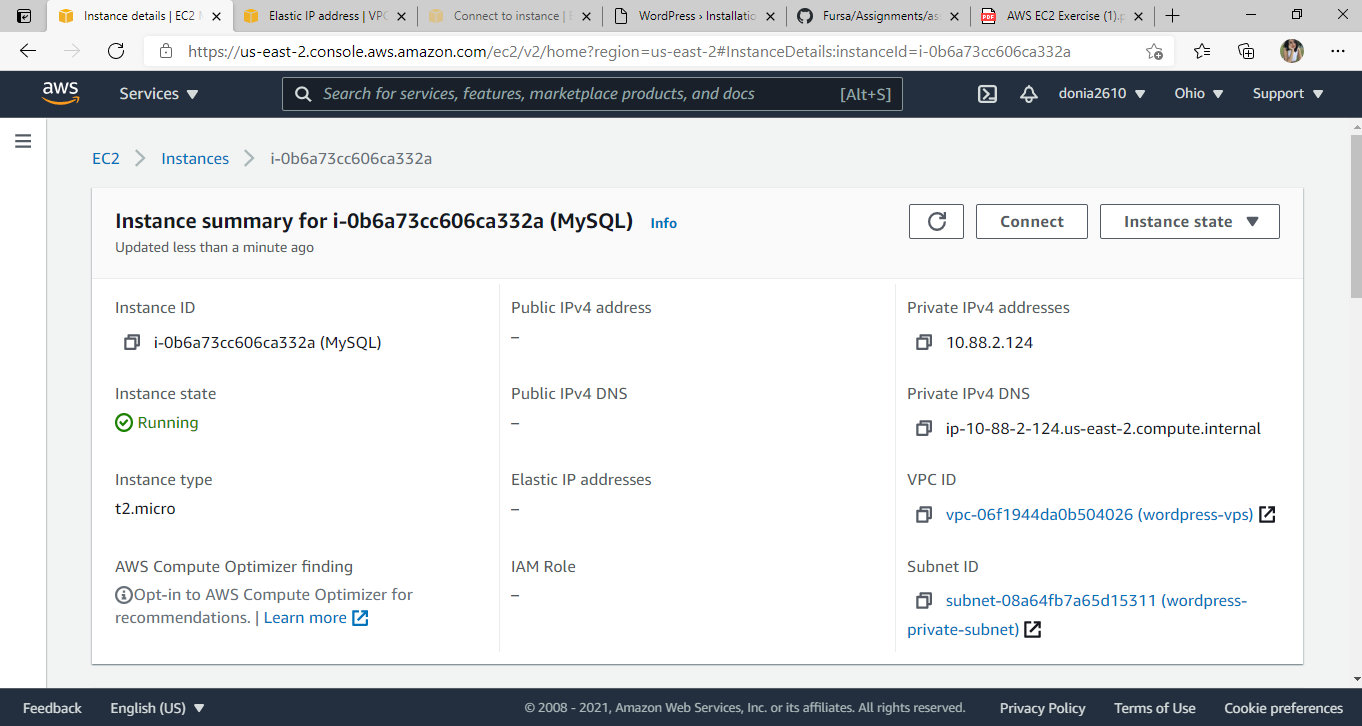 Instance details | EC2 M
Elastic IP address | VPC
Connect to instance | E
WordPress › Installatio
Fursa/Assignments/as
AWS EC2 Exercise (1).p
https://us-east-2.console.aws.amazon.com/ec2/v2/home?region=us-east-2#InstanceDetails:instanceId=i-0b6a73cc606ca332a
aws
Services
Search for services, features, marketplace products, and docs
[Alt+S]
donia2610
Ohio
Support
EC2
Instances
i-0b6a73cc606ca332a
Instance summary for i-0b6a73cc606ca332a (MySQL)
Info
Connect
Instance state
Updated less than a minute ago
Instance ID
i-0b6a73cc606ca332a (MySQL)
Public IPv4 address
–
Private IPv4 addresses
10.88.2.124
Instance state
Running
Public IPv4 DNS
–
Private IPv4 DNS
ip-10-88-2-124.us-east-2.compute.internal
Instance type
t2.micro
Elastic IP addresses
–
VPC ID
vpc-06f1944da0b504026 (wordpress-vps)
AWS Compute Optimizer finding
Opt-in to AWS Compute Optimizer for
recommendations. | Learn more
IAM Role
–
Subnet ID
subnet-08a64fb7a65d15311 (wordpress-
private-subnet)
Feedback
English (US)
© 2008 - 2021, Amazon Web Services, Inc. or its affiliates. All rights reserved.
Privacy Policy
Terms of Use
Cookie preferences